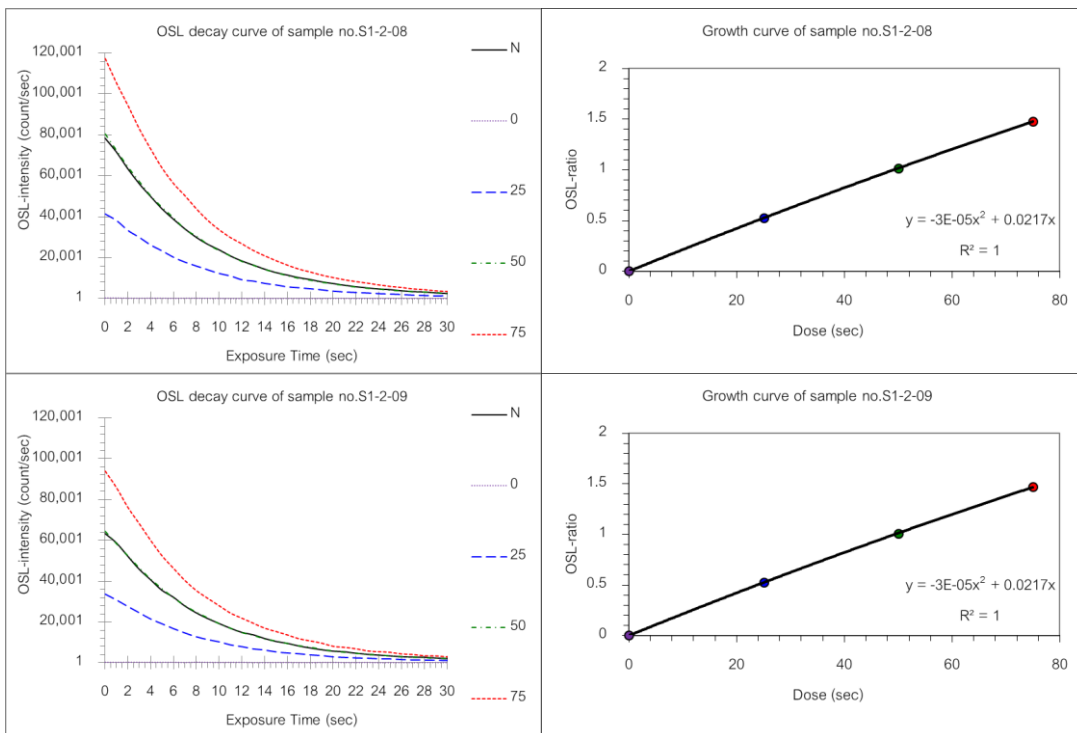 OSL decay curve of sample no.S1-2-08
OSL-intensity (count/sec)
120,001
100,001
80,001
60,001
40,001
20,001
1
0 2 4 6 8 10 12 14 16 18 20 22 24 26 28 30
Exposure Time (sec)
N
0
25
50
75
Growth curve of sample no.S1-2-08
OSL-ratio
2
1.5
1
0.5
0
0 20 40 60 80
Dose (sec)
y = -3E-05x² + 0.0217x
R² = 1
OSL decay curve of sample no.S1-2-09
OSL-intensity (count/sec)
120,001
100,001
80,001
60,001
40,001
20,001
1
0 2 4 6 8 10 12 14 16 18 20 22 24 26 28 30
Exposure Time (sec)
N
0
25
50
75
Growth curve of sample no.S1-2-09
OSL-ratio
2
1.5
1
0.5
0
0 20 40 60 80
Dose (sec)
y = -3E-05x² + 0.0217x
R² = 1